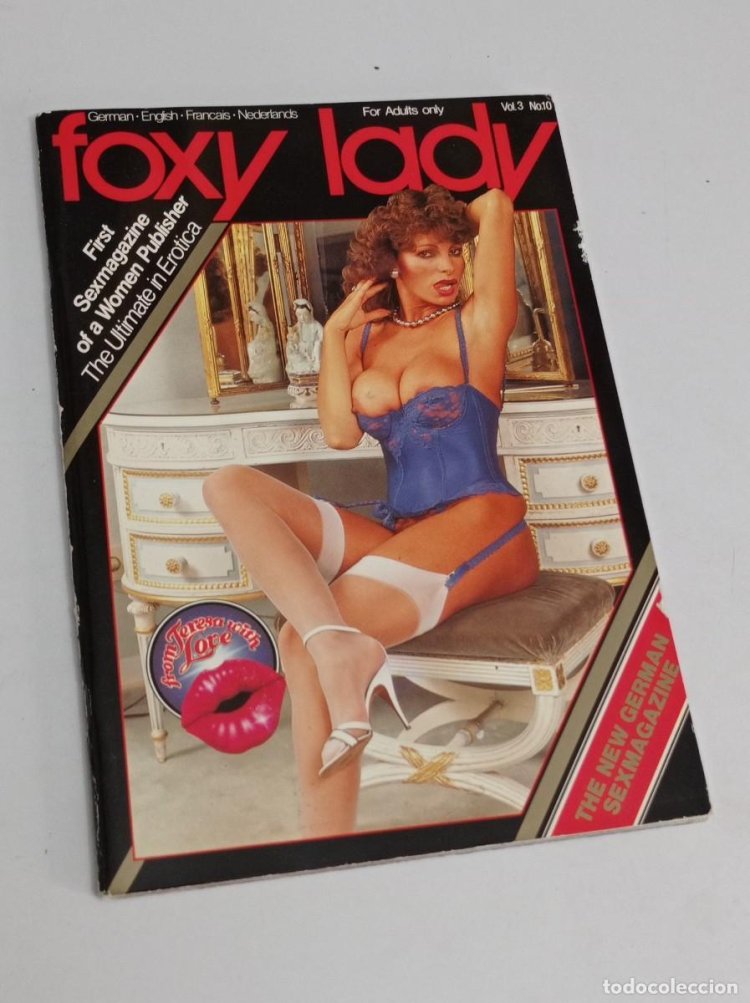 German · English · Francais · Nederlands
For Adults only
Vol.3 No.10
foxy lady
First
Sexmagazine
of a Women Publisher
The Ultimate in Erotica
from Teresa with
Love
THE NEW GERMAN
SEXMAGAZINE
todocoleccion